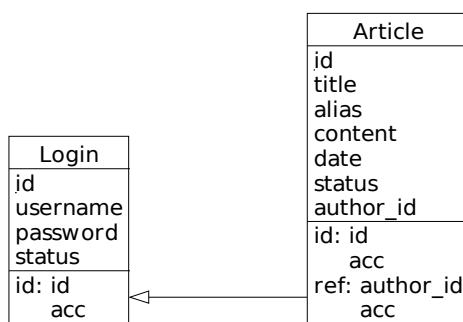 Article
id
title
alias
content
date
status
author_id
id: id
acc
ref: author_id
acc
Login
id
username
password
status
id: id
acc